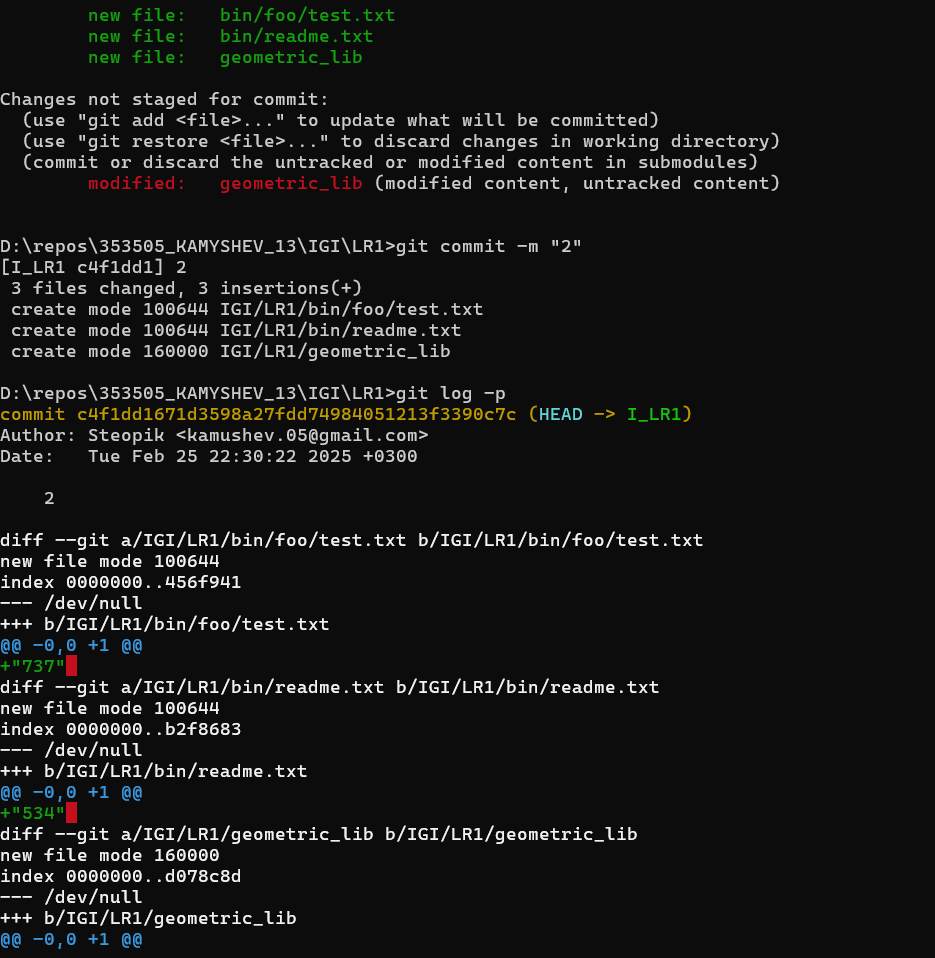 new file:   bin/foo/test.txt
new file:   bin/readme.txt
new file:   geometric_lib
Changes not staged for commit:
(use "git add <file>..." to update what will be committed)
(use "git restore <file>..." to discard changes in working directory)
(commit or discard the untracked or modified content in submodules)
modified:   geometric_lib (modified content, untracked content)
D:\repos\353505_KAMYSHEV_13\IGI\LR1>git commit -m "2"
[I_LR1 c4f1dd1] 2
3 files changed, 3 insertions(+)
create mode 100644 IGI/LR1/bin/foo/test.txt
create mode 100644 IGI/LR1/bin/readme.txt
create mode 160000 IGI/LR1/geometric_lib
D:\repos\353505_KAMYSHEV_13\IGI\LR1>git log -p
commit c4f1dd1671d3598a27fdd74984051213f3390c7c (HEAD -> I_LR1)
Author: Steopik <kamushev.05@gmail.com>
Date:   Tue Feb 25 22:30:22 2025 +0300
2
diff --git a/IGI/LR1/bin/foo/test.txt b/IGI/LR1/bin/foo/test.txt
new file mode 100644
index 0000000..456f941
--- /dev/null
+++ b/IGI/LR1/bin/foo/test.txt
@@ -0,0 +1 @@
+"737"
diff --git a/IGI/LR1/bin/readme.txt b/IGI/LR1/bin/readme.txt
new file mode 100644
index 0000000..b2f8683
--- /dev/null
+++ b/IGI/LR1/bin/readme.txt
@@ -0,0 +1 @@
+"534"
diff --git a/IGI/LR1/geometric_lib b/IGI/LR1/geometric_lib
new file mode 160000
index 0000000..d078c8d
--- /dev/null
+++ b/IGI/LR1/geometric_lib
@@ -0,0 +1 @@